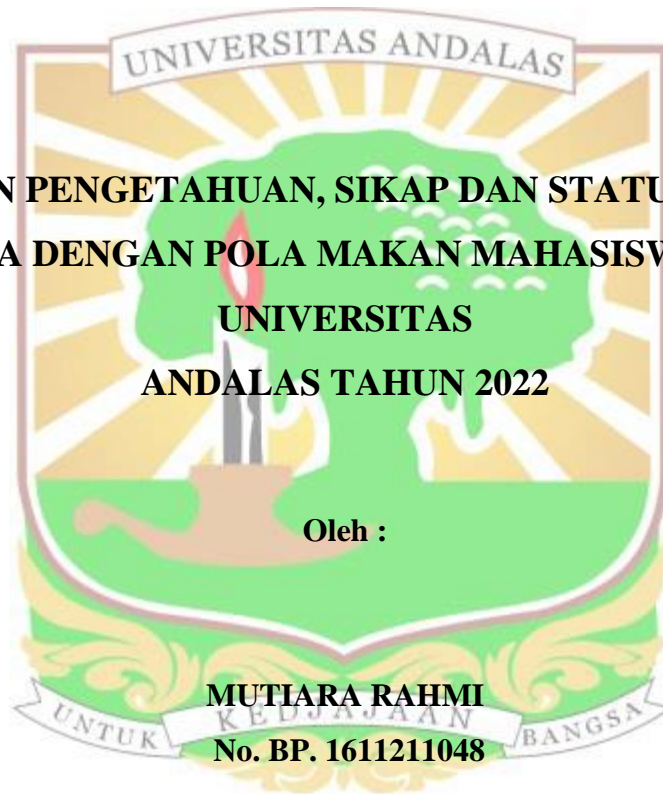 UNIVERSITAS ANDALAS
N PENGETAHUAN, SIKAP DAN STATU
A DENGAN POLA MAKAN MAHASISW
UNIVERSITAS
ANDALAS TAHUN 2022
Oleh :
MUTIARA RAHMI
No. BP. 1611211048
UNTUK KEDJAJAAN BANGSA